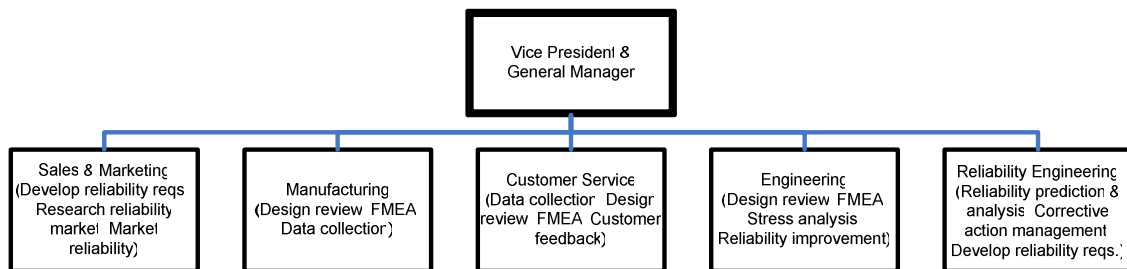 Vice President &
General Manager
Sales & Marketing
(Develop reliability reqs
Research reliability
market Market
reliability)
Manufacturing
(Design review FMEA
Data collection)
Customer Service
(Data collection Design
review FMEA Customer
feedback)
Engineering
(Design review FMEA
Stress analysis
Reliability improvement)
Reliability Engineering
(Reliability prediction &
analysis Corrective
action management
Develop reliability reqs.)